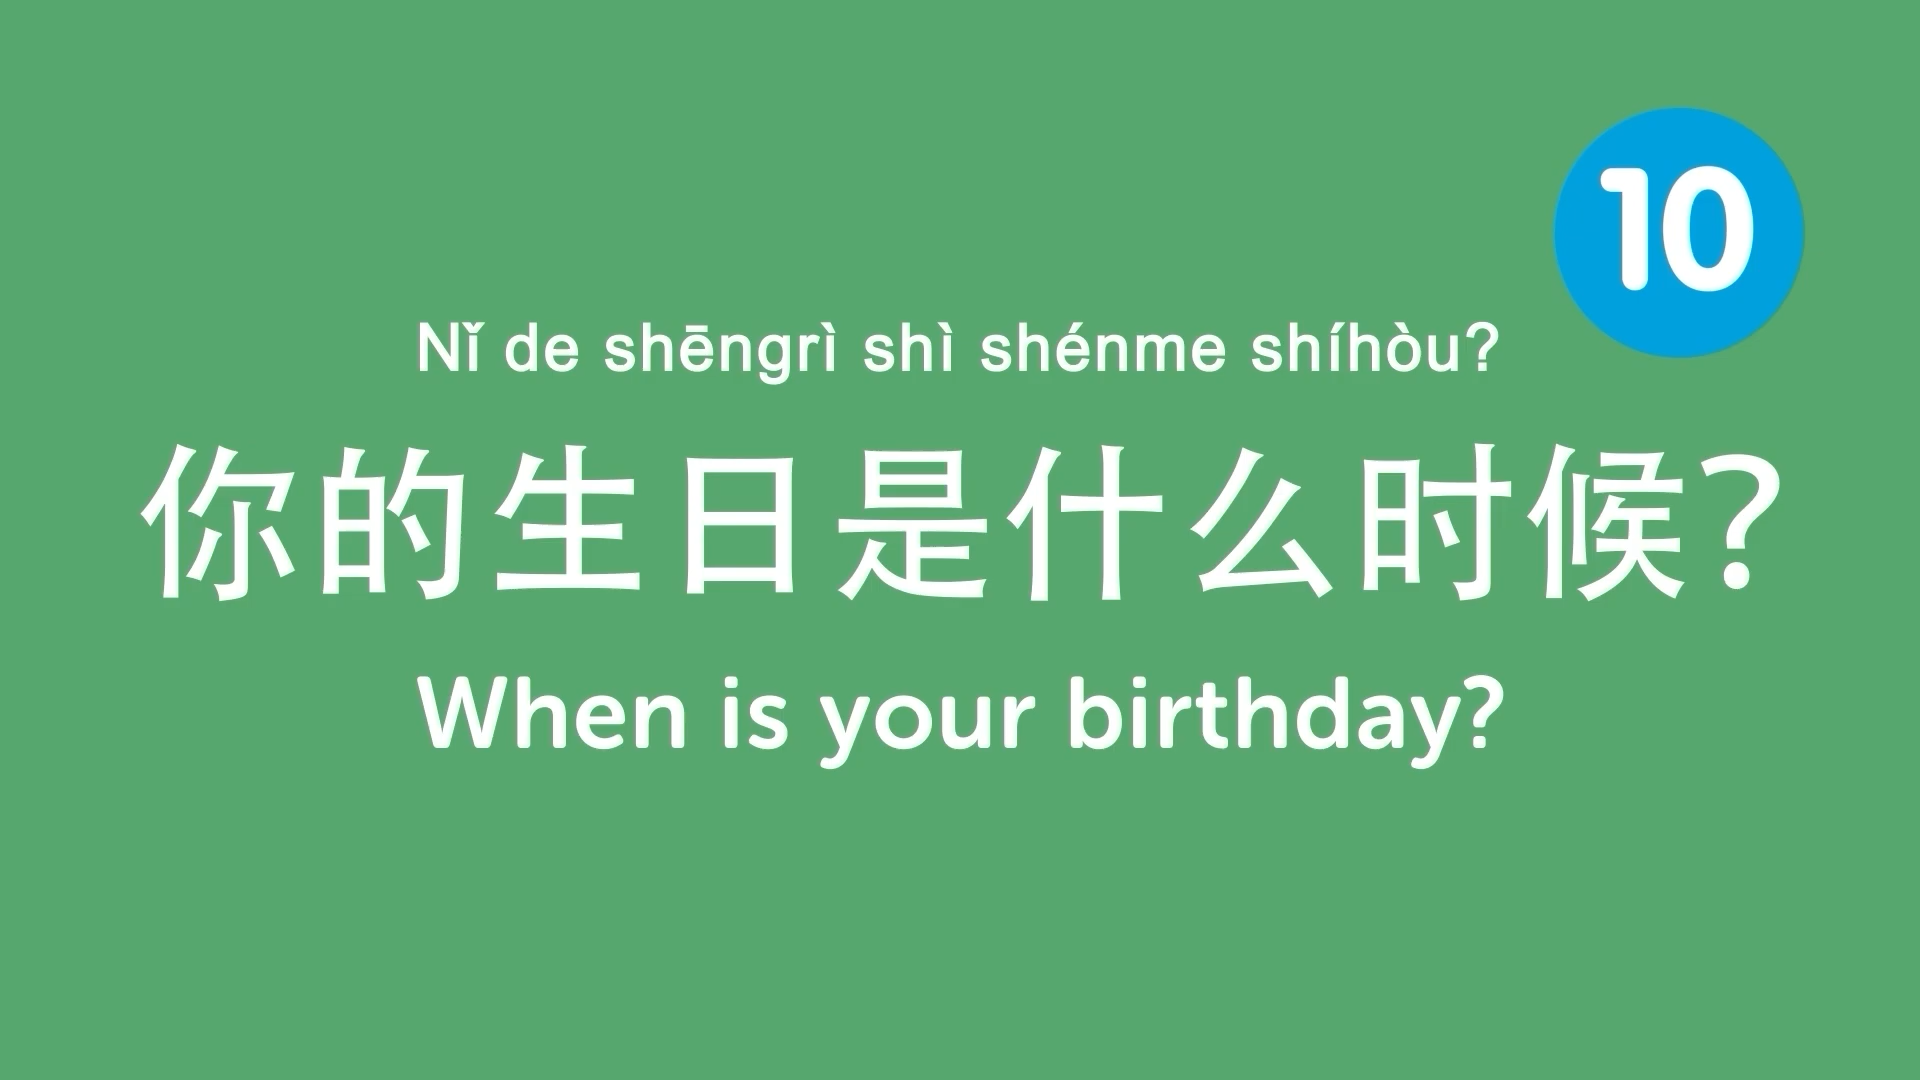 10
Nǐ de shēngrì shì shénme shíhòu?
你的生日是什么时候?
When is your birthday?